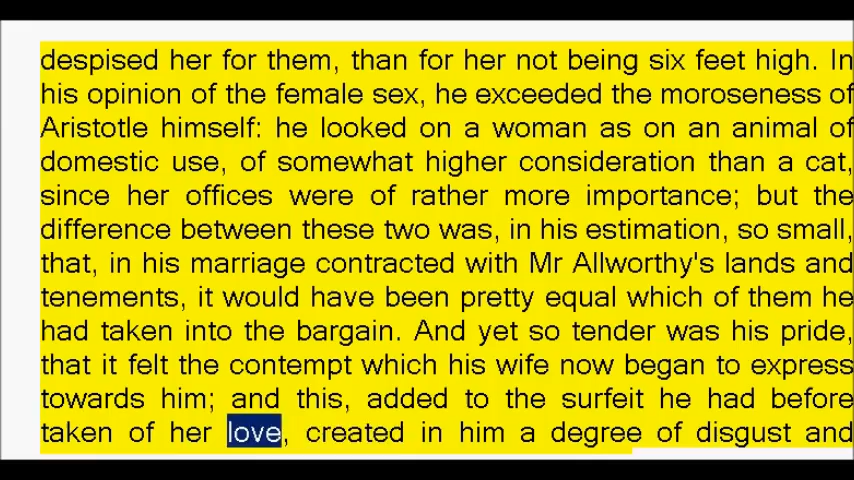 despised her for them, than for her not being six feet high. In
his opinion of the female sex, he exceeded the moroseness of
Aristotle himself: he looked on a woman as on an animal of
domestic use, of somewhat higher consideration than a cat,
since her offices were of rather more importance; but the
difference between these two was, in his estimation, so small,
that, in his marriage contracted with Mr Allworthy's lands and
tenements, it would have been pretty equal which of them he
had taken into the bargain. And yet so tender was his pride,
that it felt the contempt which his wife now began to express
towards him; and this, added to the surfeit he had before
taken of her love, created in him a degree of disgust and